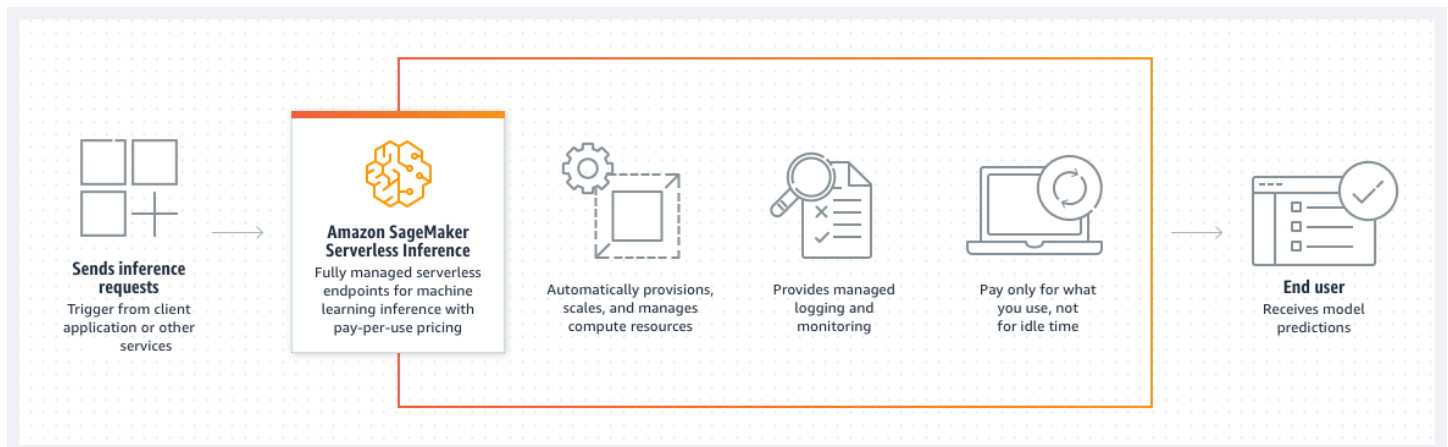 Sends inference
requests
Trigger from client
application or other
services
Amazon SageMaker
Serverless Inference
Fully managed serverless
endpoints for machine
learning inference with
pay-per-use pricing
Automatically provisions,
scales, and manages
compute resources
Provides managed
logging and
monitoring
Pay only for what
you use, not
for idle time
End user
Receives model
predictions